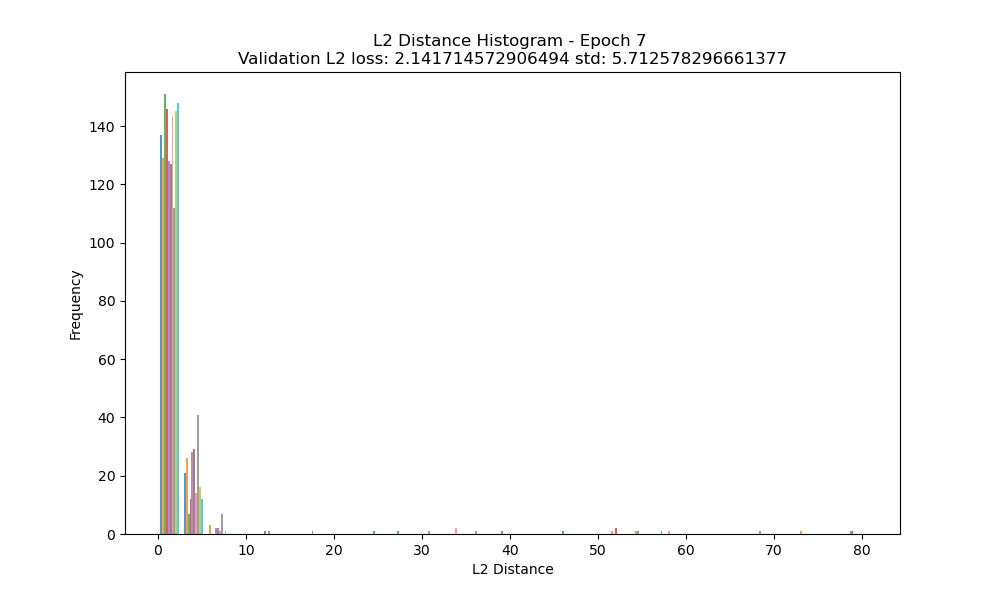 L2 Distance Histogram - Epoch 7
Validation L2 loss: 2.141714572906494 std: 5.712578296661377
140
120
100
80
60
40
20
0
Frequency
0 10 20 30 40 50 60 70 80
L2 Distance